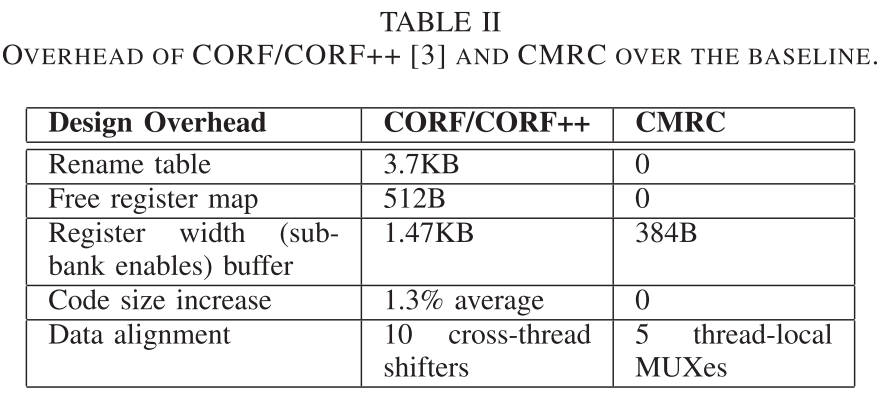 TABLE II
OVERHEAD OF CORF/CORF++ [3] AND CMRC OVER THE BASELINE.
Design Overhead CORF/CORF++ CMRC
Rename table 3.7KB 0
Free register map 512B 0
Register width (sub- 1.47KB 384B
bank enables) buffer
Code size increase 1.3% average 0
Data alignment 10 cross-thread 5 thread-local
shifters MUXes